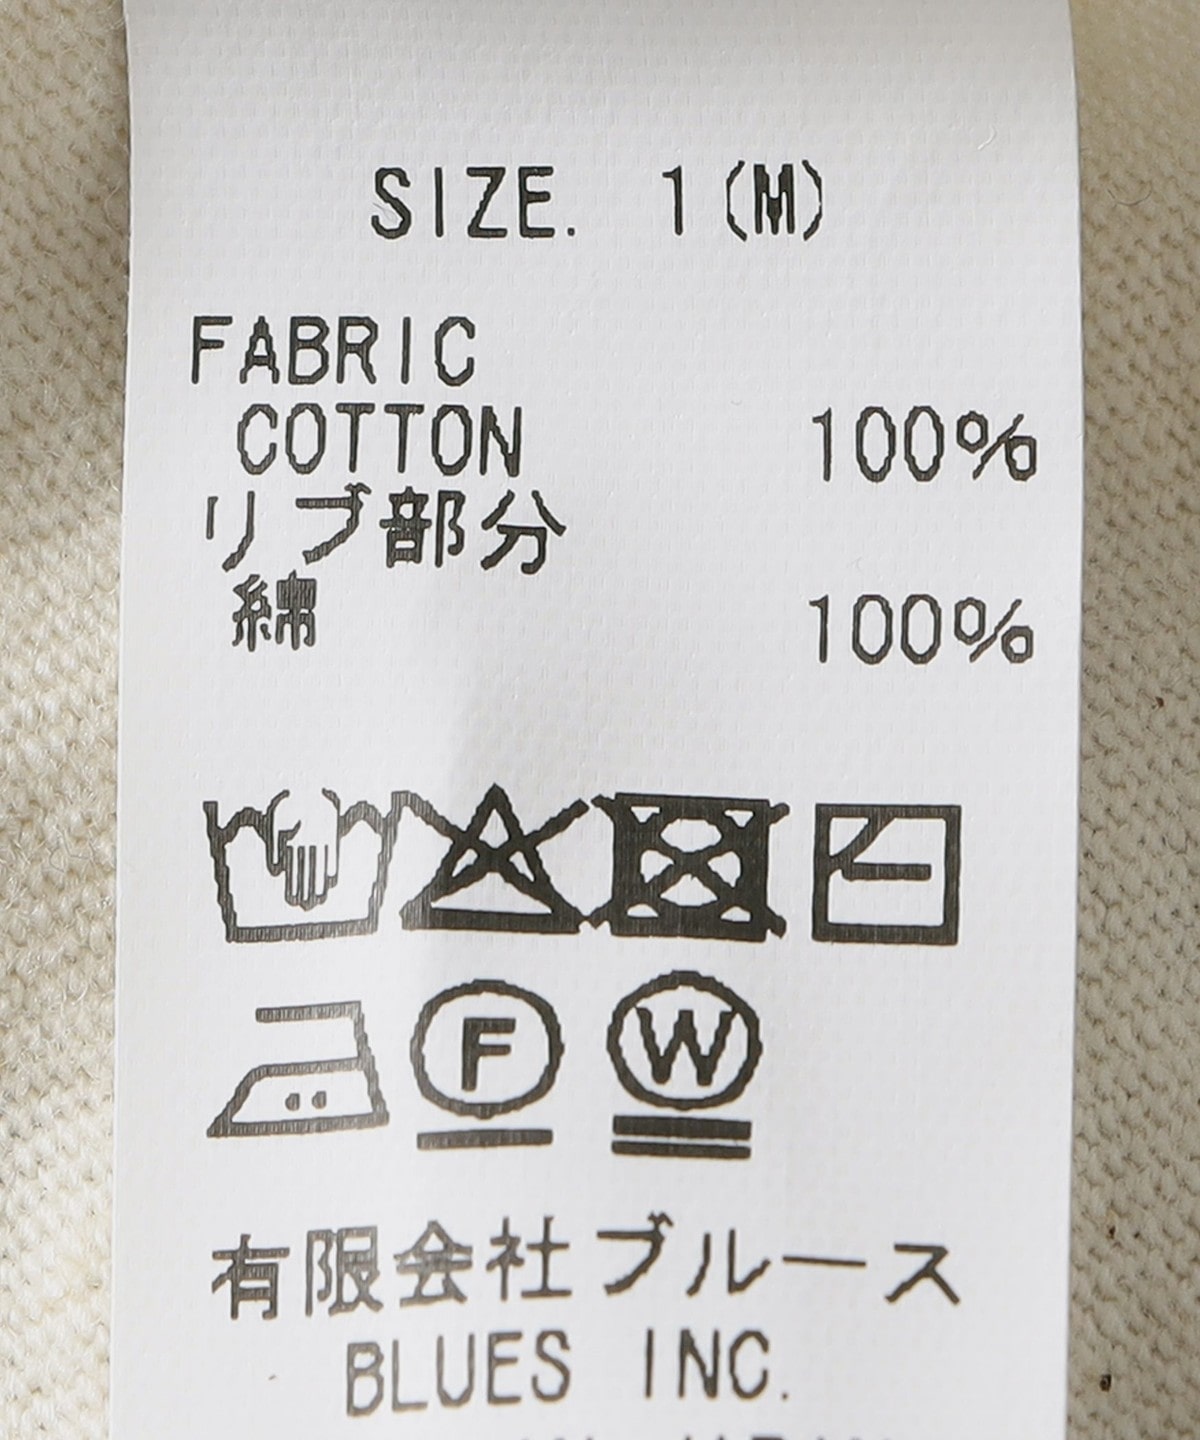 SIZE. 1(M)
FABRIC
COTTON 100%
リブ部分
綿 100%
F W
有限会社ブルース
BLUES INC.